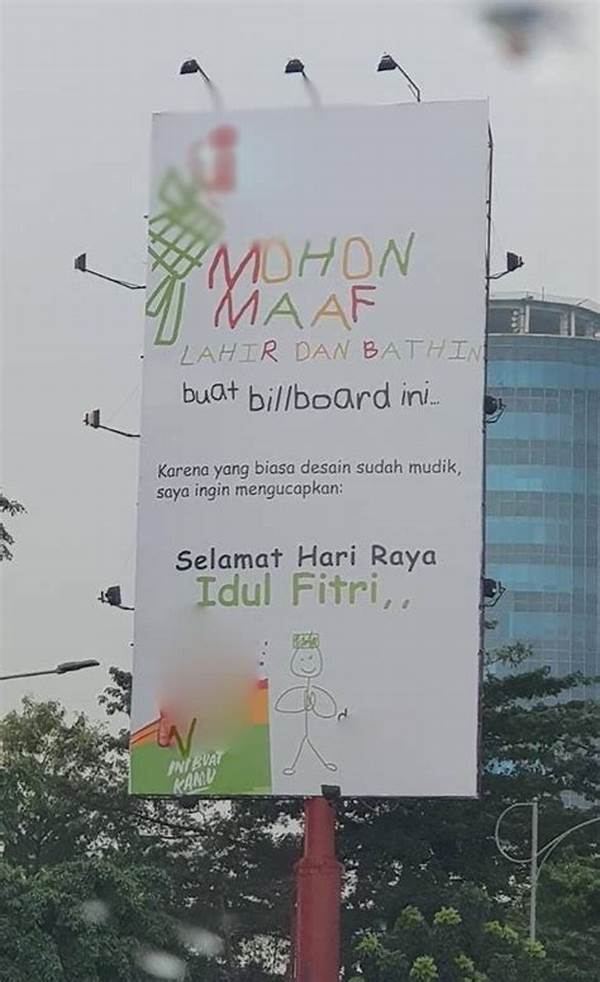 MOHON
MAAF
LAHIR DAN BATHIN
buat billboard ini...
Karena yang biasa desain sudah mudik,
saya ingin mengucapkan:
Selamat Hari Raya
Idul Fitri,,
INI BUAT
KAMU